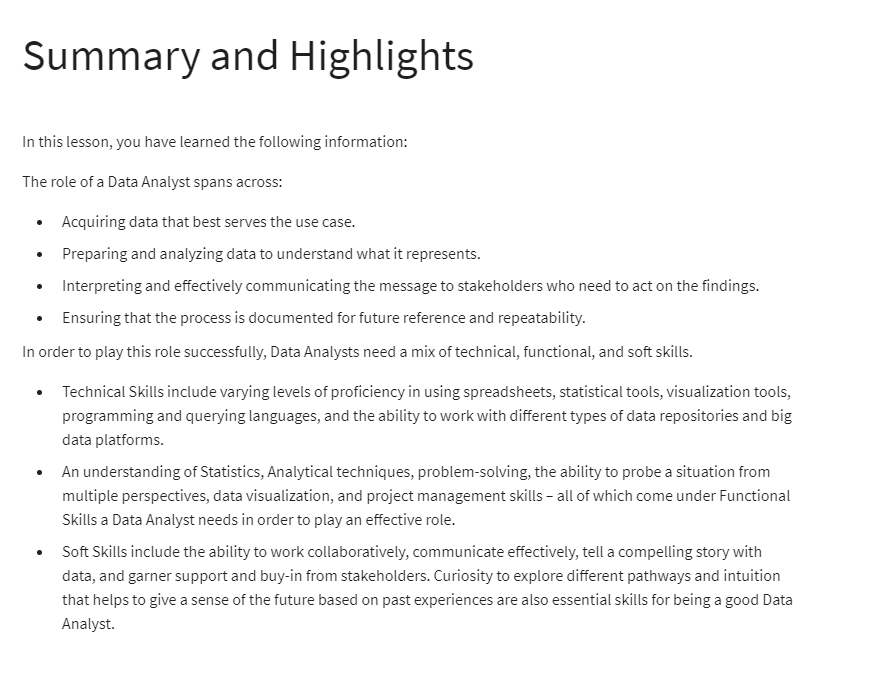 Summary and Highlights
In this lesson, you have learned the following information:
The role of a Data Analyst spans across:
• Acquiring data that best serves the use case.
• Preparing and analyzing data to understand what it represents.
• Interpreting and effectively communicating the message to stakeholders who need to act on the findings.
• Ensuring that the process is documented for future reference and repeatability.
In order to play this role successfully, Data Analysts need a mix of technical, functional, and soft skills.
• Technical Skills include varying levels of proficiency in using spreadsheets, statistical tools, visualization tools,
programming and querying languages, and the ability to work with different types of data repositories and big
data platforms.
• An understanding of Statistics, Analytical techniques, problem-solving, the ability to probe a situation from
multiple perspectives, data visualization, and project management skills – all of which come under Functional
Skills a Data Analyst needs in order to play an effective role.
• Soft Skills include the ability to work collaboratively, communicate effectively, tell a compelling story with
data, and garner support and buy-in from stakeholders. Curiosity to explore different pathways and intuition
that helps to give a sense of the future based on past experiences are also essential skills for being a good Data
Analyst.